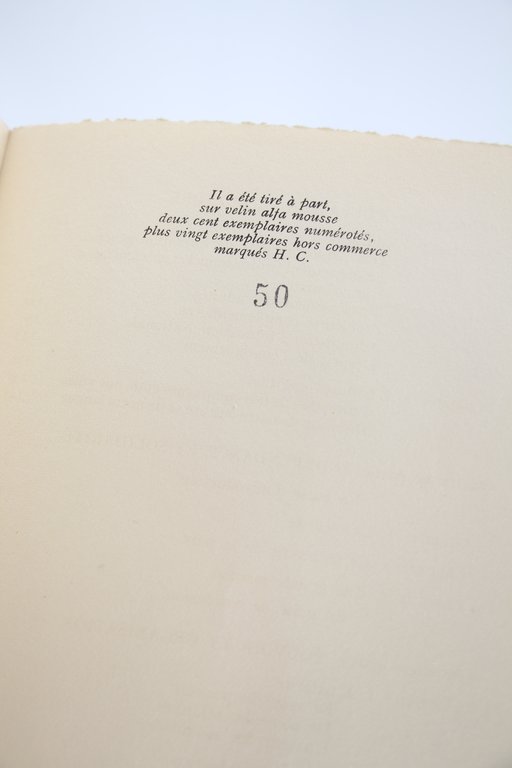 Il a été tiré à part,
sur velin alfa mousse
deux cent exemplaires numérotés,
plus vingt exemplaires hors commerce
marqués H. C.
50